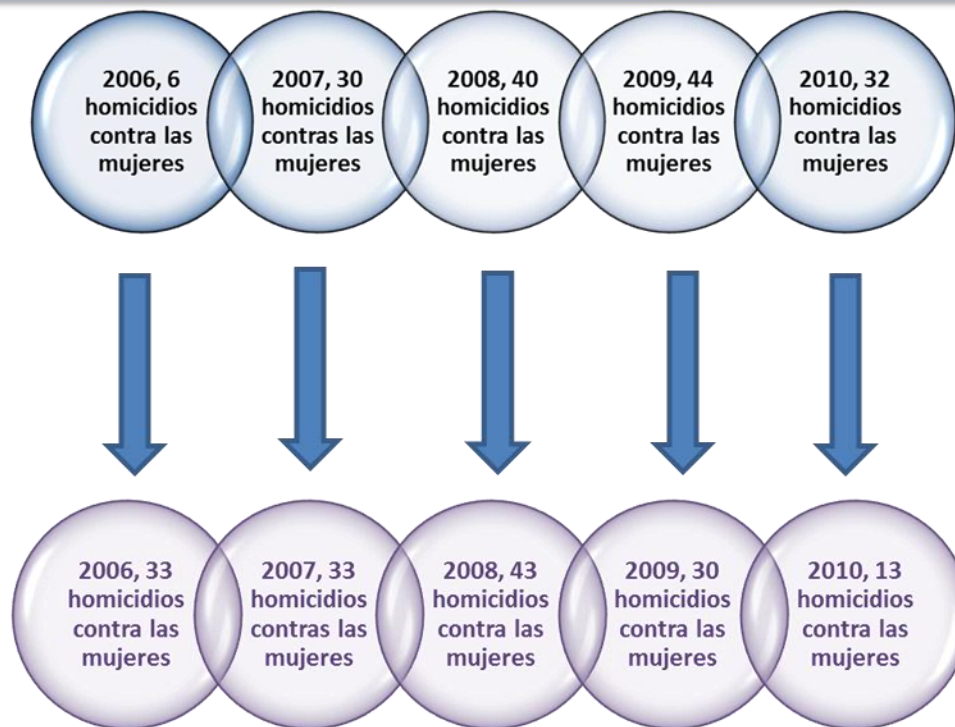 2006, 6
homicidios
contra las
mujeres
2007, 30
homicidios
contras las
mujeres
2008, 40
homicidios
contra las
mujeres
2009, 44
homicidios
contra las
mujeres
2010, 32
homicidios
contra las
mujeres
2006, 33
homicidios
contra las
mujeres
2007, 33
homicidios
contras las
mujeres
2008, 43
homicidios
contra las
mujeres
2009, 30
homicidios
contra las
mujeres
2010, 13
homicidios
contra las
mujeres